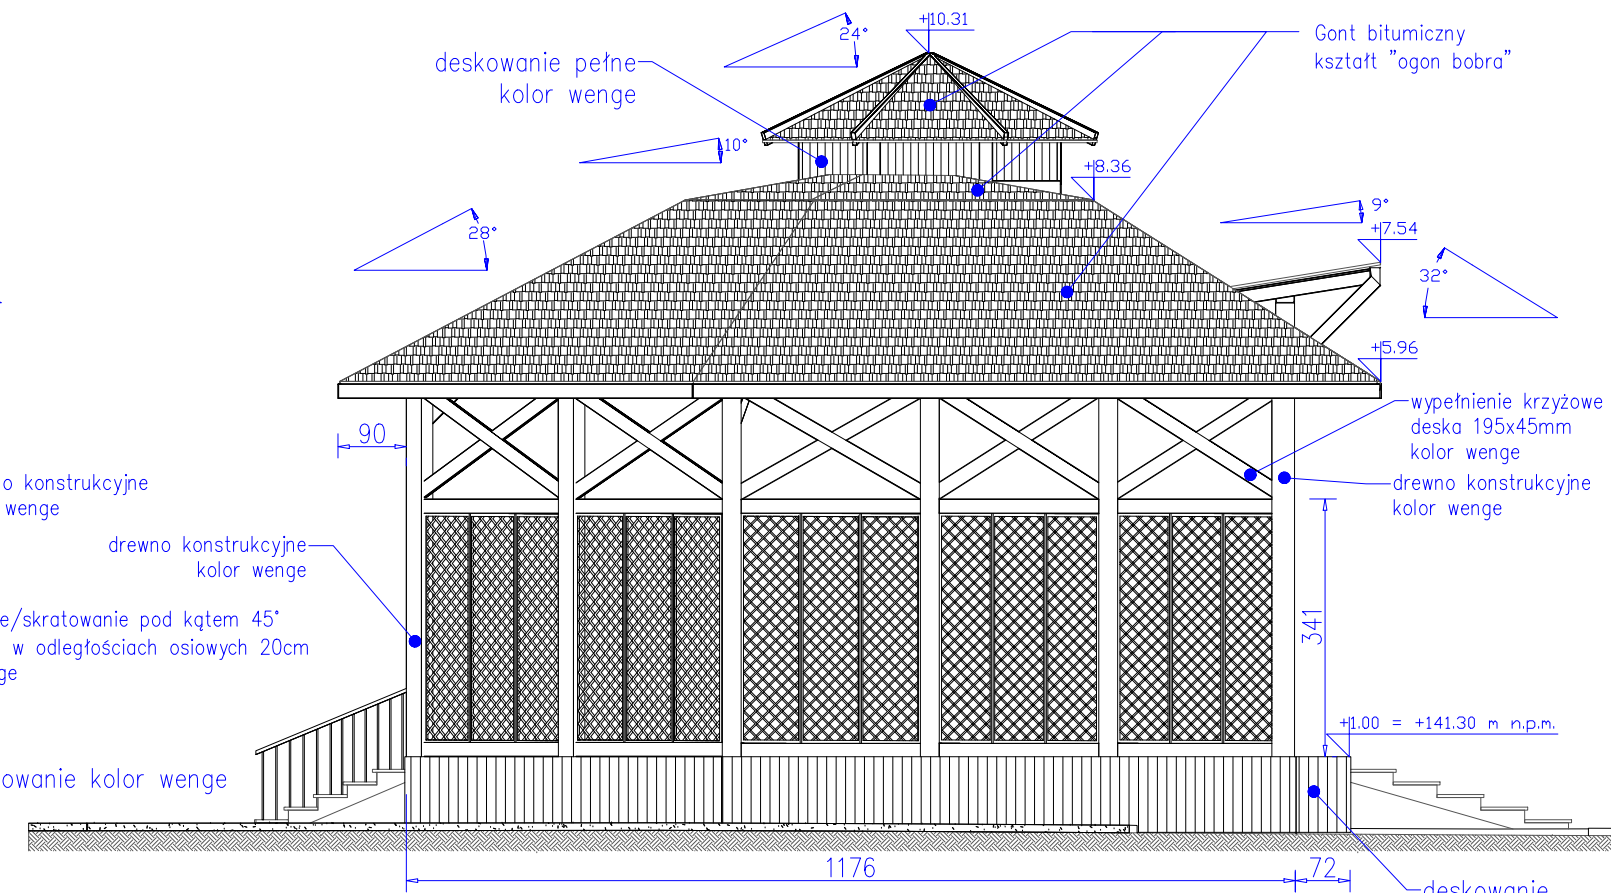 +10.31
24°
Gont bitumiczny
kształt "ogon bobra"
deskowanie pełne
kolor wenge
10°
+8.36
9°
+7.54
28°
32°
+5.96
90
wypełnienie krzyżowe
deska 195x45mm
kolor wenge
o konstrukcyjne
wenge
drewno konstrukcyjne
kolor wenge
drewno konstrukcyjne
kolor wenge
e/skratowanie pod kątem 45°
w odległościach osiowych 20cm
ge
341
+1.00 = +141.30 m n.p.m.
owanie kolor wenge
1176
72
deskowanie